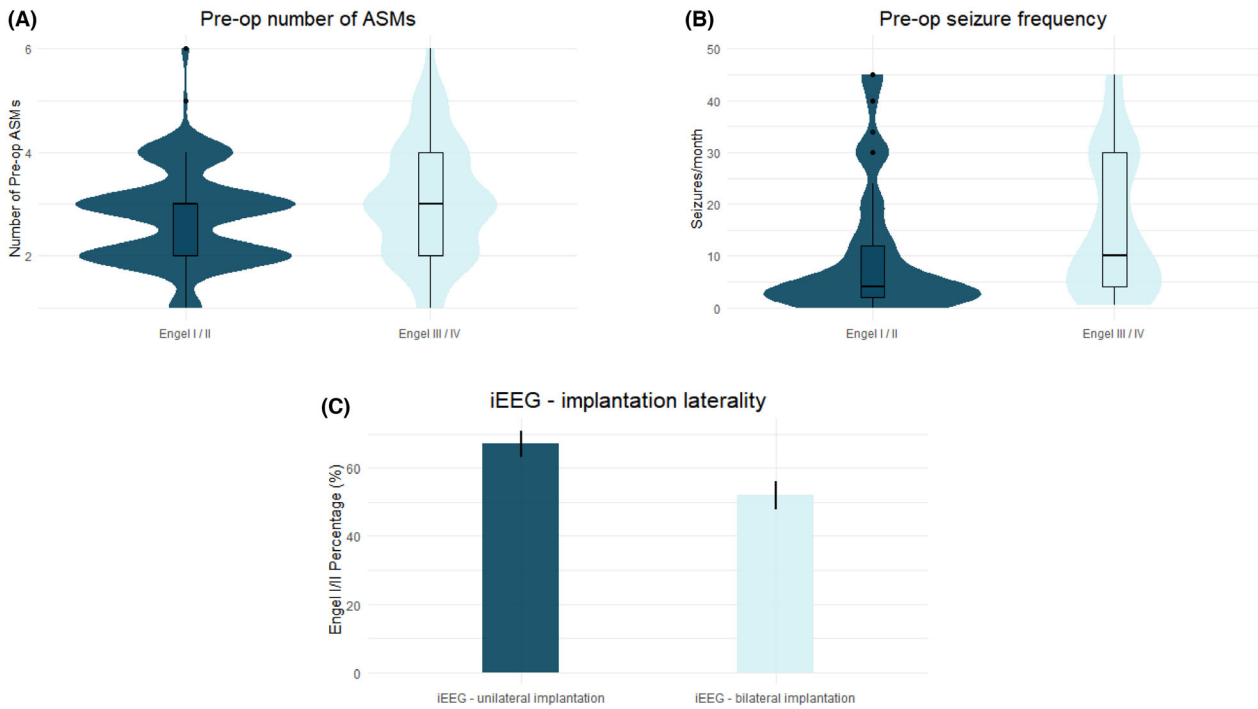 (A)
Pre-op number of ASMs
Number of Pre-op ASMs
6
4
2
Engel I / II
Engel III / IV
(B)
Pre-op seizure frequency
Seizures/month
50
40
30
20
10
0
Engel I / II
Engel III / IV
(C)
iEEG - implantation laterality
Engel I/II Percentage (%)
60
40
20
0
iEEG - unilateral implantation
iEEG - bilateral implantation